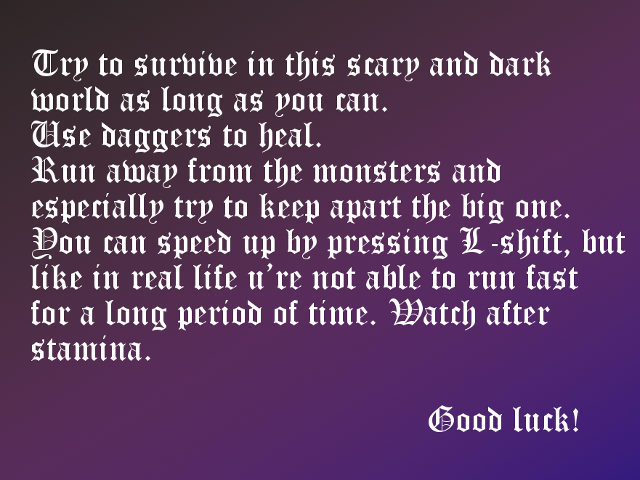 Try to survive in this scary and dark
world as long as you can.
Use daggers to heal.
Run away from the monsters and
especially try to keep apart the big one.
You can speed up by pressing L-shift, but
like in real life u're not able to run fast
for a long period of time. Watch after
stamina.
Good luck!